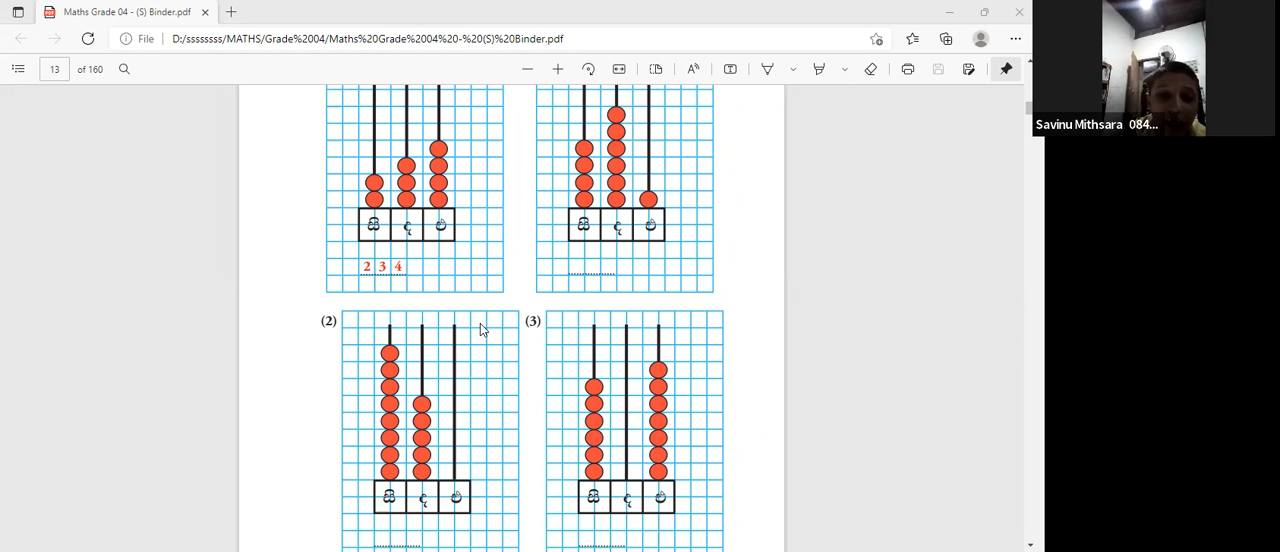 Maths Grade 04 - (S) Binder.pdf
File D:/ssssssss/MATHS/Grade%2004/Maths%20Grade%2004%20-%20(S)%20Binder.pdf
13 of 160
Savinu Mithsara 084...
සි ද එ
2 3 4
සි ද එ
(2)
සි ද එ
(3)
සි ද එ